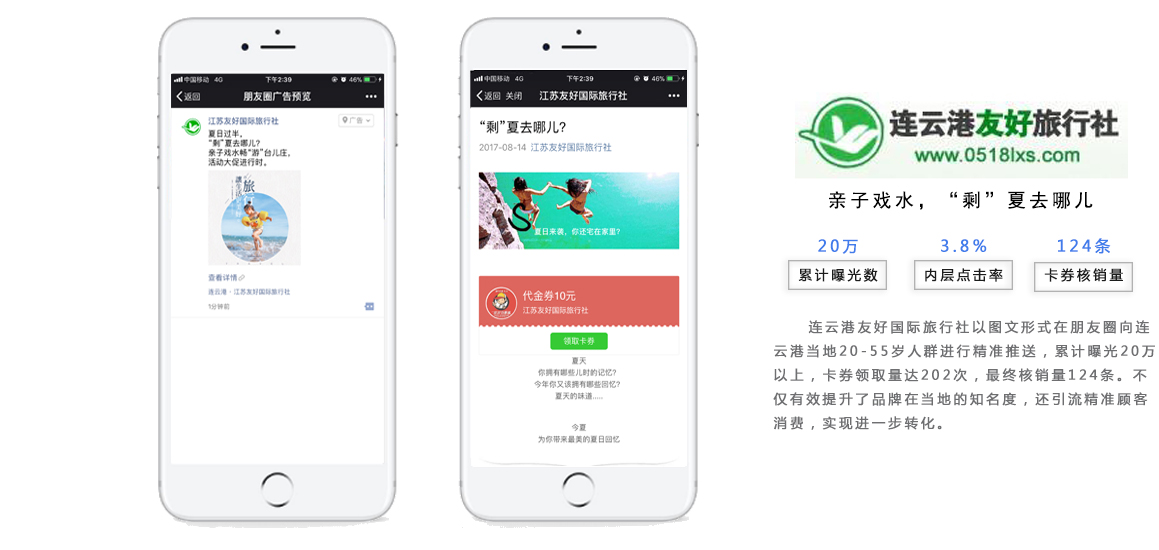 中国移动 4G 下午2:39 46%
返回 朋友圈广告预览
江苏友好国际旅行社 广告
夏日过半，
“剩”夏去哪儿？
亲子戏水畅“游”台儿庄，
活动大促进行时。
旅
查看详情
连云港·江苏友好国际旅行社
1分钟前
中国移动 4G 下午2:39 46%
返回 关闭 江苏友好国际旅行社
“剩”夏去哪儿?
2017-08-14 江苏友好国际旅行社
S
夏日来袭，你还宅在家里?
代金券10元
江苏友好国际旅行社
领取卡券
夏天
你拥有哪些儿时的记忆?
今年你又该拥有哪些回忆?
夏天的味道.....
今夏
为你带来最美的夏日回忆
连云港友好旅行社
www.0518lxs.com
亲子戏水，“剩”夏去哪儿
20万 3.8% 124条
累计曝光数 内层点击率 卡券核销量
连云港友好国际旅行社以图文形式在朋友圈向连
云港当地20-55岁人群进行精准推送，累计曝光20万
以上，卡券领取量达202次，最终核销量124条。不
仅有效提升了品牌在当地的知名度，还引流精准顾客
消费，实现进一步转化。